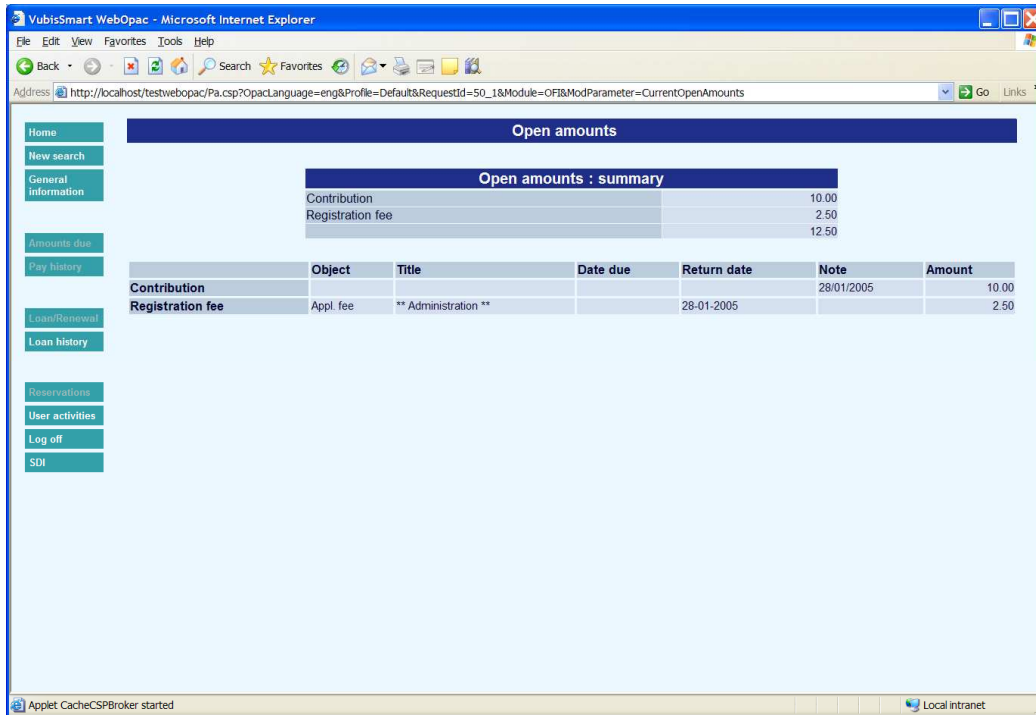 VubisSmart WebOpac - Microsoft Internet Explorer
File Edit View Favorites Tools Help
Back Search Favorites
Address http://localhost/testwebopac/Pa.csp?OpacLanguage=eng&Profile=Default&RequestId=50_1&Module=OFI&ModParameter=CurrentOpenAmounts Go Links
Home
New search
General
information
Amounts due
Pay history
Loan/Renewal
Loan history
Reservations
User activities
Log off
SDI
Open amounts
Open amounts : summary
Contribution 10.00
Registration fee 2.50
12.50
Object Title Date due Return date Note Amount
Contribution 28/01/2005 10.00
Registration fee Appl. fee ** Administration ** 28-01-2005 2.50
Applet CacheCSPBroker started Local intranet